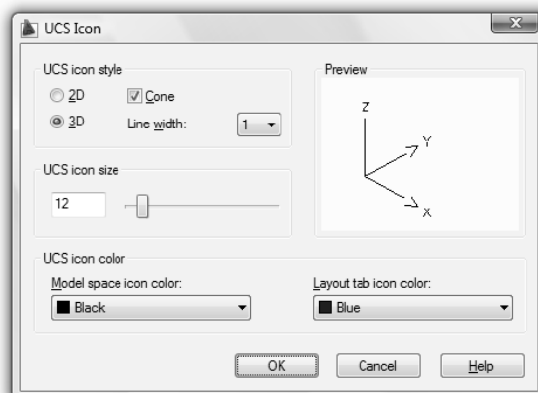 UCS Icon
UCS icon style
2D
Cone
3D
Line width:
1
UCS icon size
12
Preview
Z
Y
X
UCS icon color
Model space icon color:
Black
Layout tab icon color:
Blue
OK
Cancel
Help